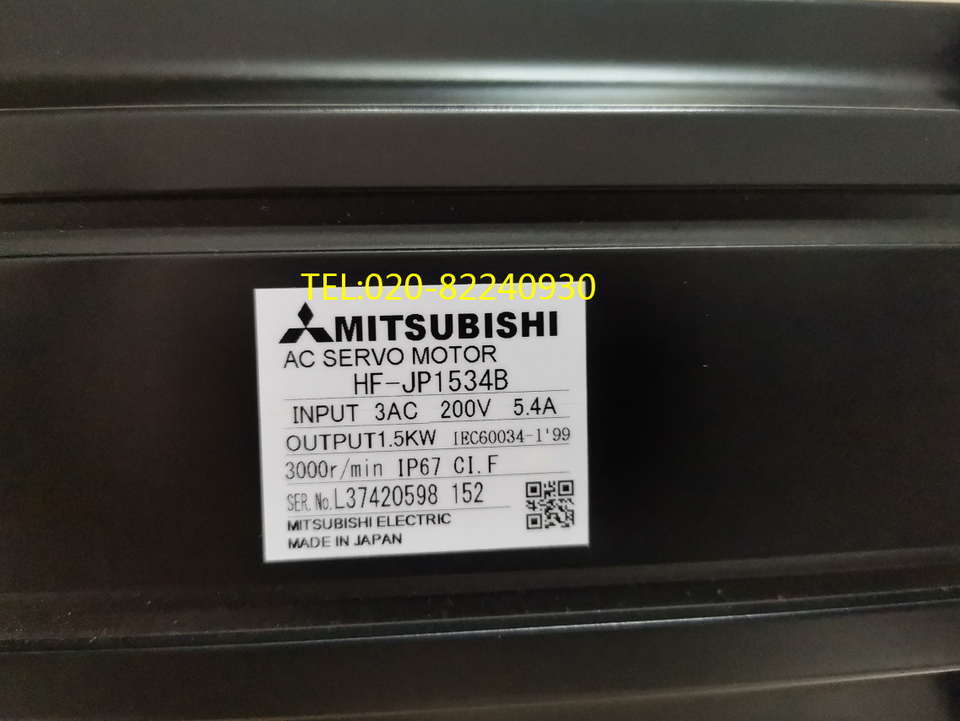 TEL:020-82240930
MITSUBISHI
AC SERVO MOTOR
HF-JP1534B
INPUT 3AC 200V 5.4A
OUTPUT1.5KW IEC60034-1'99
3000r/min IP67 CI.F
SER.No.L37420598 152
MITSUBISHI ELECTRIC
MADE IN JAPAN